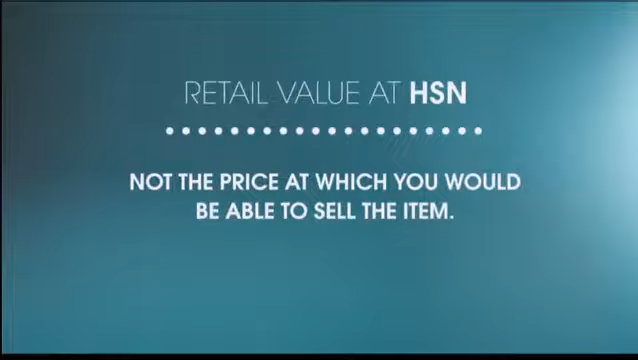 RETAIL VALUE AT HSN
NOT THE PRICE AT WHICH YOU WOULD
BE ABLE TO SELL THE ITEM.